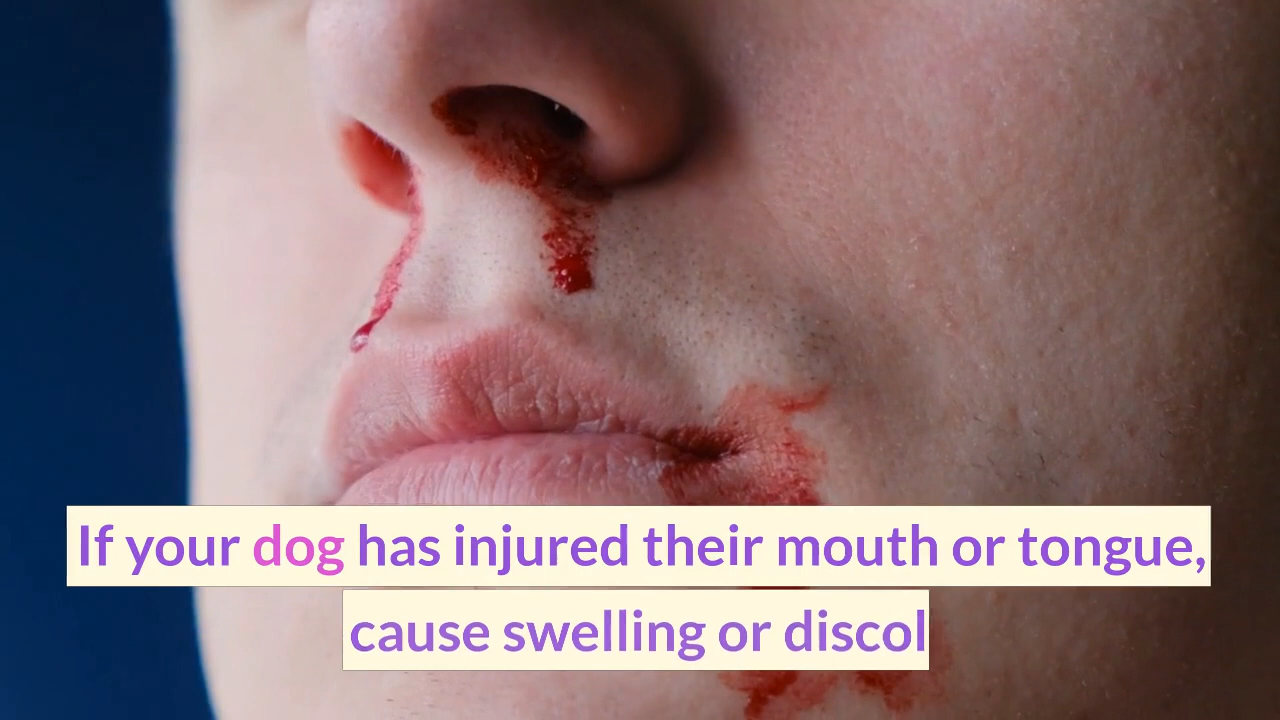 If your dog has injured their mouth or tongue,
cause swelling or discol